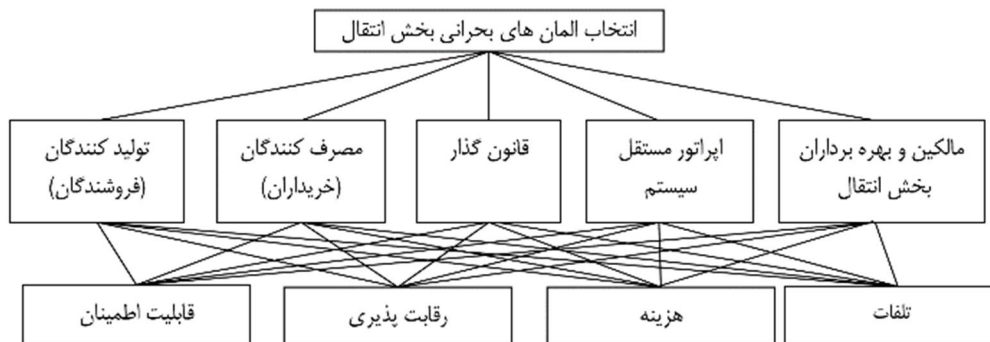 انتخاب المان های بحرانی بخش انتقال
مالکین و بهره برداران
بخش انتقال
اپراتور مستقل
سیستم
قانون گذار
مصرف کنندگان
(خریداران)
تولید کنندگان
(فروشندگان)
تلفات
هزینه
رقابت پذیری
قابلیت اطمینان